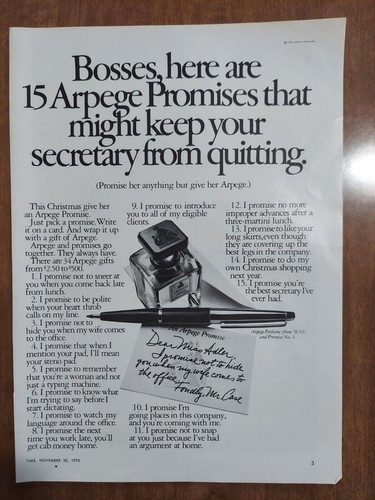 Bosses, here are
15 Arpege Promises that
might keep your
secretary from quitting.
(Promise her anything but give her Arpege.)
This Christmas give her
an Arpege Promise.
Just pick a promise. Write it
on a card. And wrap it up
with a gift of Arpege.
Arpege and promises go
together. They always have.
There are 34 Arpege gifts
from $2.50 to $500.
1. I promise not to sneer at
you when you come back late
from lunch.
2. I promise to be polite
when your heart throb
calls on my line.
3. I promise not to
hide you when my wife comes
to the office.
4. I promise that when I
mention your pad, I'll mean
your steno pad.
5. I promise to remember
that you're a woman and not
just a typing machine.
6. I promise to know what
I'm trying to say before I
start dictating.
7. I promise to watch my
language around the office.
8. I promise the next
time you work late, you'll
get cab money home.
9. I promise to introduce
you to all of my eligible
clients.
An Arpege Promise
Dear Miss Adler,
I promise not to hide
you when my wife comes to
the office.
Fondly, Mr. Case
10. I promise I'm
going places in this company,
and you're coming with me.
11. I promise not to snap
at you just because I've had
an argument at home.
12. I promise no more
improper advances after a
three-martini lunch.
13. I promise to like your
long skirts, even though
they are covering up the
best legs in the company.
14. I promise to do my
own Christmas shopping
next year.
15. I promise you're
the best secretary I've
ever had.
Arpege Perfume
and Promise No. 3.
TIME, NOVEMBER 30, 1970
3